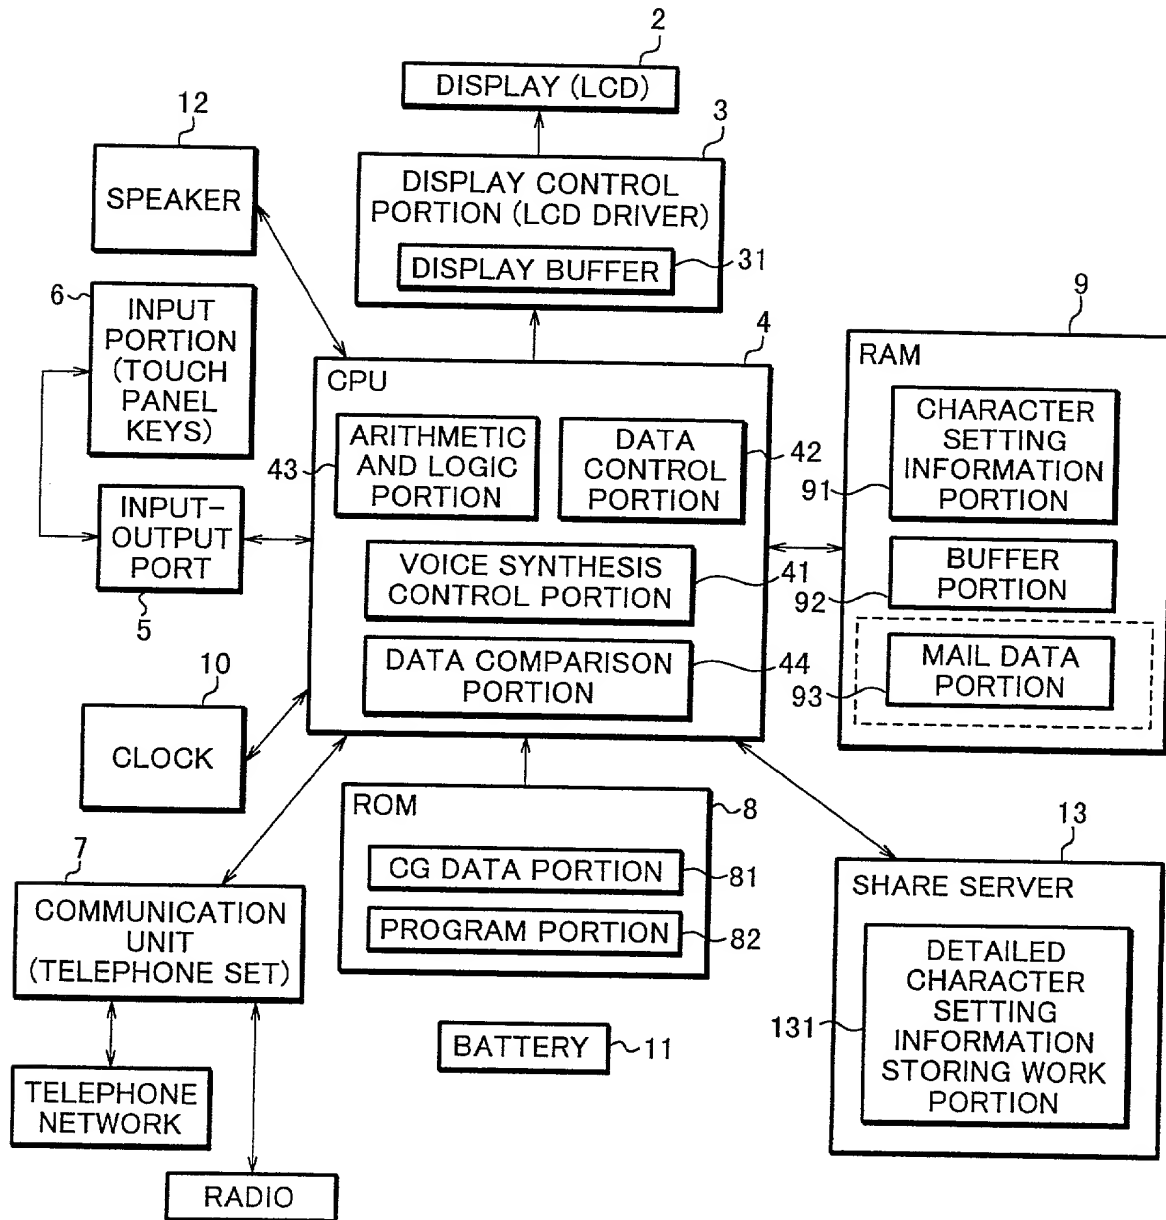 2
DISPLAY (LCD)
12
SPEAKER
3
DISPLAY CONTROL
PORTION (LCD DRIVER)
DISPLAY BUFFER
31
6
INPUT
PORTION
(TOUCH
PANEL
KEYS)
INPUT-
OUTPUT
PORT
5
4
CPU
ARITHMETIC
AND LOGIC
PORTION
43
DATA
CONTROL
PORTION
42
VOICE SYNTHESIS
CONTROL PORTION
41
DATA COMPARISON
PORTION
44
9
RAM
CHARACTER
SETTING
INFORMATION
PORTION
91
BUFFER
PORTION
92
MAIL DATA
PORTION
93
10
CLOCK
ROM
8
CG DATA PORTION
81
PROGRAM PORTION
82
7
COMMUNICATION
UNIT
(TELEPHONE SET)
TELEPHONE
NETWORK
RADIO
BATTERY
11
13
SHARE SERVER
DETAILED
CHARACTER
SETTING
INFORMATION
STORING WORK
PORTION
131